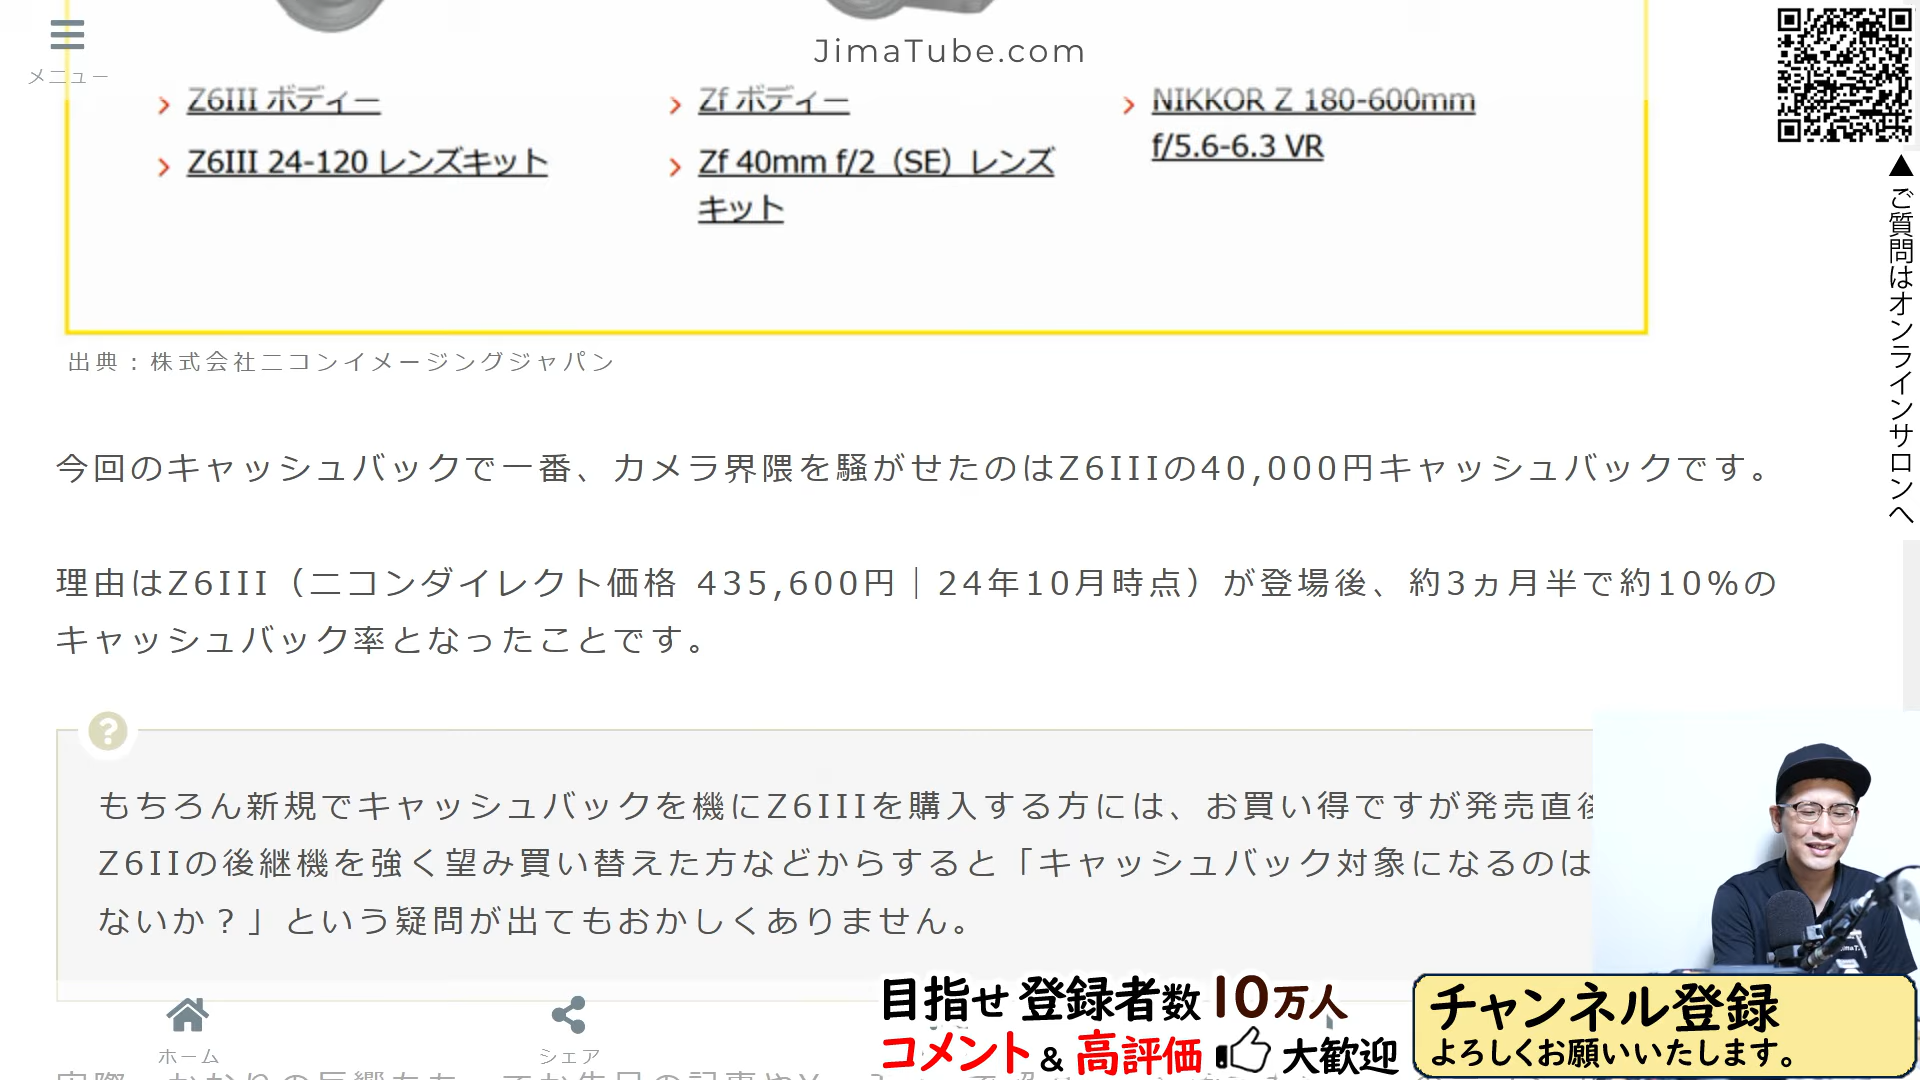 メニュー
JimaTube.com
Z6III ボディー
Z6III 24-120 レンズキット
Zf ボディー
Zf 40mm f/2（SE）レンズ
キット
NIKKOR Z 180-600mm
f/5.6-6.3 VR
▲ご質問はオンラインサロンへ
出典：株式会社ニコンイメージングジャパン
今回のキャッシュバックで一番、カメラ界隈を騒がせたのはZ6IIIの40,000円キャッシュバックです。
理由はZ6III（ニコンダイレクト価格 435,600円｜24年10月時点）が登場後、約3ヵ月半で約10%の
キャッシュバック率となったことです。
?
もちろん新規でキャッシュバックを機にZ6IIIを購入する方には、お買い得ですが発売直後
Z6IIの後継機を強く望み買い替えた方などからすると「キャッシュバック対象になるのは
ないか？」という疑問が出てもおかしくありません。
ホーム
シェア
目指せ 登録者数 10万人
コメント & 高評価 大歓迎
チャンネル登録
よろしくお願いいたします。